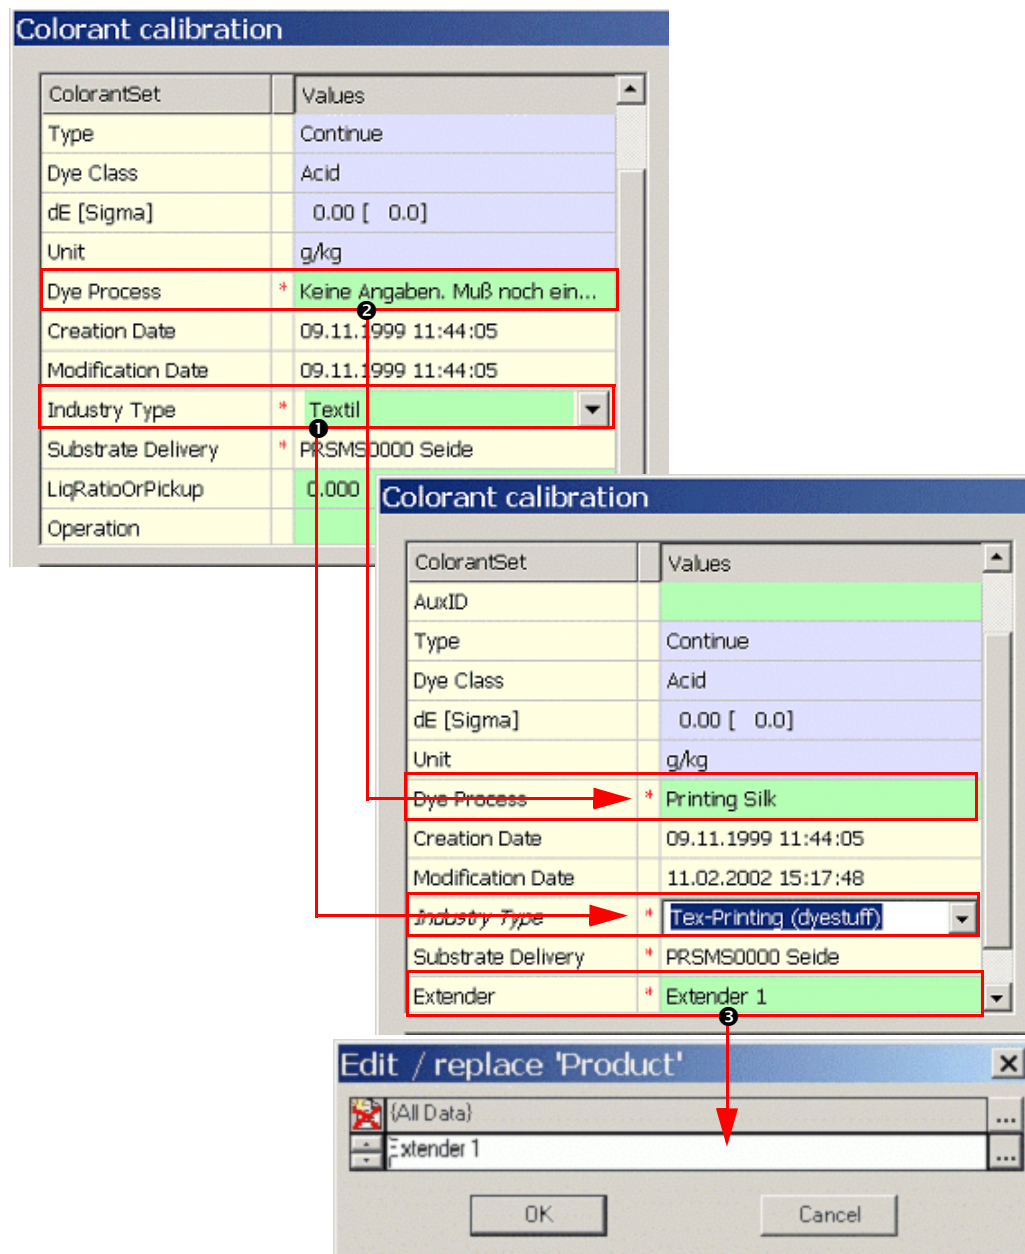 Colorant calibration
ColorantSet Values
Type Continue
Dye Class Acid
dE [Sigma] 0.00 [ 0.0]
Unit g/kg
Dye Process * Keine Angaben. Muß noch ein...
❷
Creation Date 09.11.1999 11:44:05
Modification Date 09.11.1999 11:44:05
Industry Type * Textil
❶
Substrate Delivery * PRSMS0000 Seide
LiqRatioOrPickup 0.000
Operation
Colorant calibration
ColorantSet Values
AuxID
Type Continue
Dye Class Acid
dE [Sigma] 0.00 [ 0.0]
Unit g/kg
Dye Process * Printing Silk
Creation Date 09.11.1999 11:44:05
Modification Date 11.02.2002 15:17:48
Industry Type * Tex-Printing (dyestuff)
Substrate Delivery * PRSMS0000 Seide
Extender * Extender 1
❸
Edit / replace 'Product'
{All Data} ...
Extender 1 ...
OK Cancel